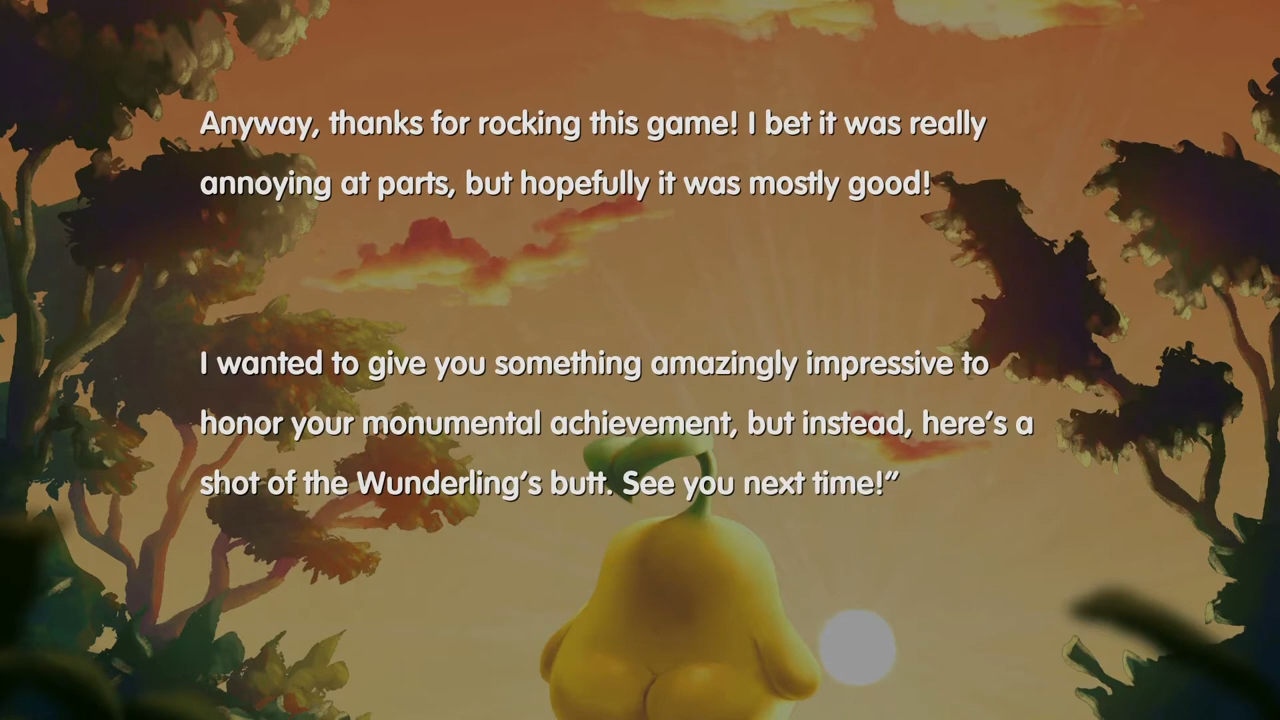 Anyway, thanks for rocking this game! I bet it was really
annoying at parts, but hopefully it was mostly good!
I wanted to give you something amazingly impressive to
honor your monumental achievement, but instead, here's a
shot of the Wunderling's butt. See you next time!"